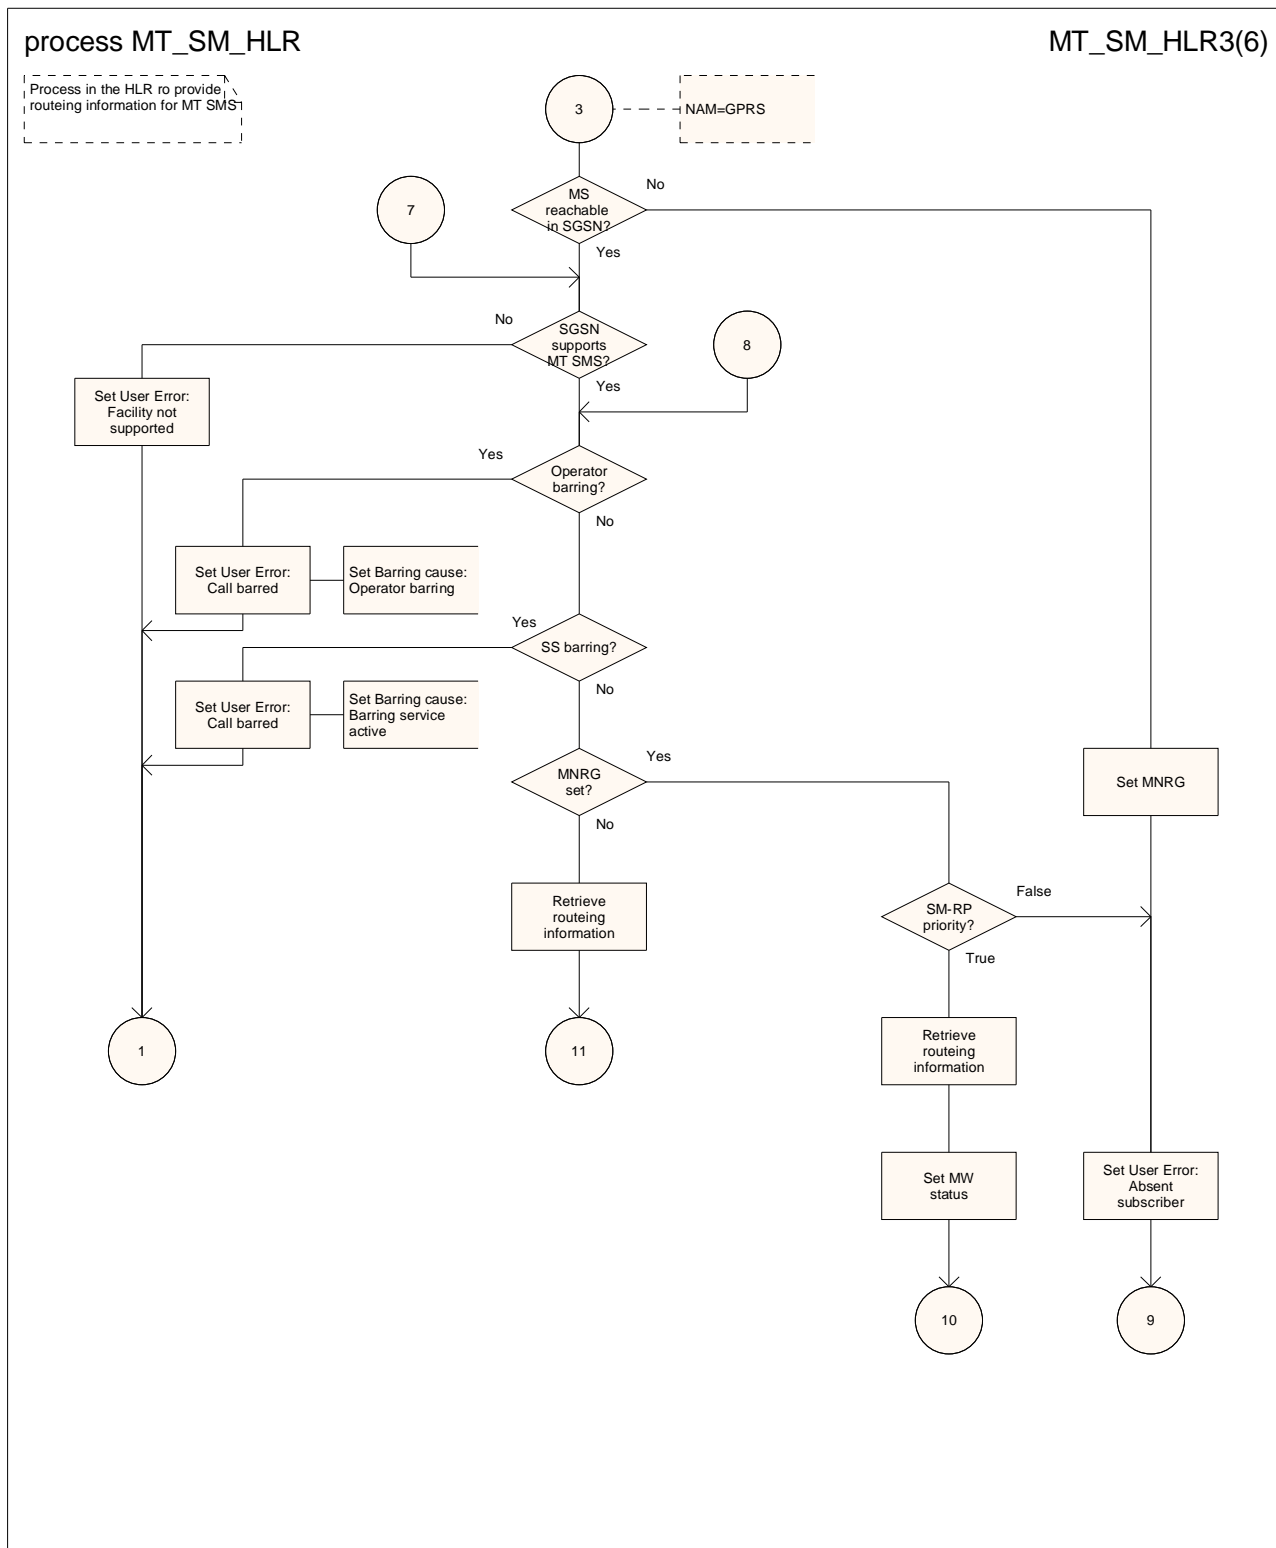 process MT_SM_HLR
MT_SM_HLR3(6)
Process in the HLR ro provide
routeing information for MT SMS
3
NAM=GPRS
MS
reachable
in SGSN?
No
7
Yes
No
SGSN
supports
MT SMS?
8
Yes
Set User Error:
Facility not
supported
Yes
Operator
barring?
No
Set User Error:
Call barred
Set Barring cause:
Operator barring
Yes
SS barring?
No
Set User Error:
Call barred
Set Barring cause:
Barring service
active
MNRG
set?
Yes
No
Set MNRG
Retrieve
routeing
information
SM-RP
priority?
False
True
1
11
Retrieve
routeing
information
Set MW
status
Set User Error:
Absent
subscriber
10
9